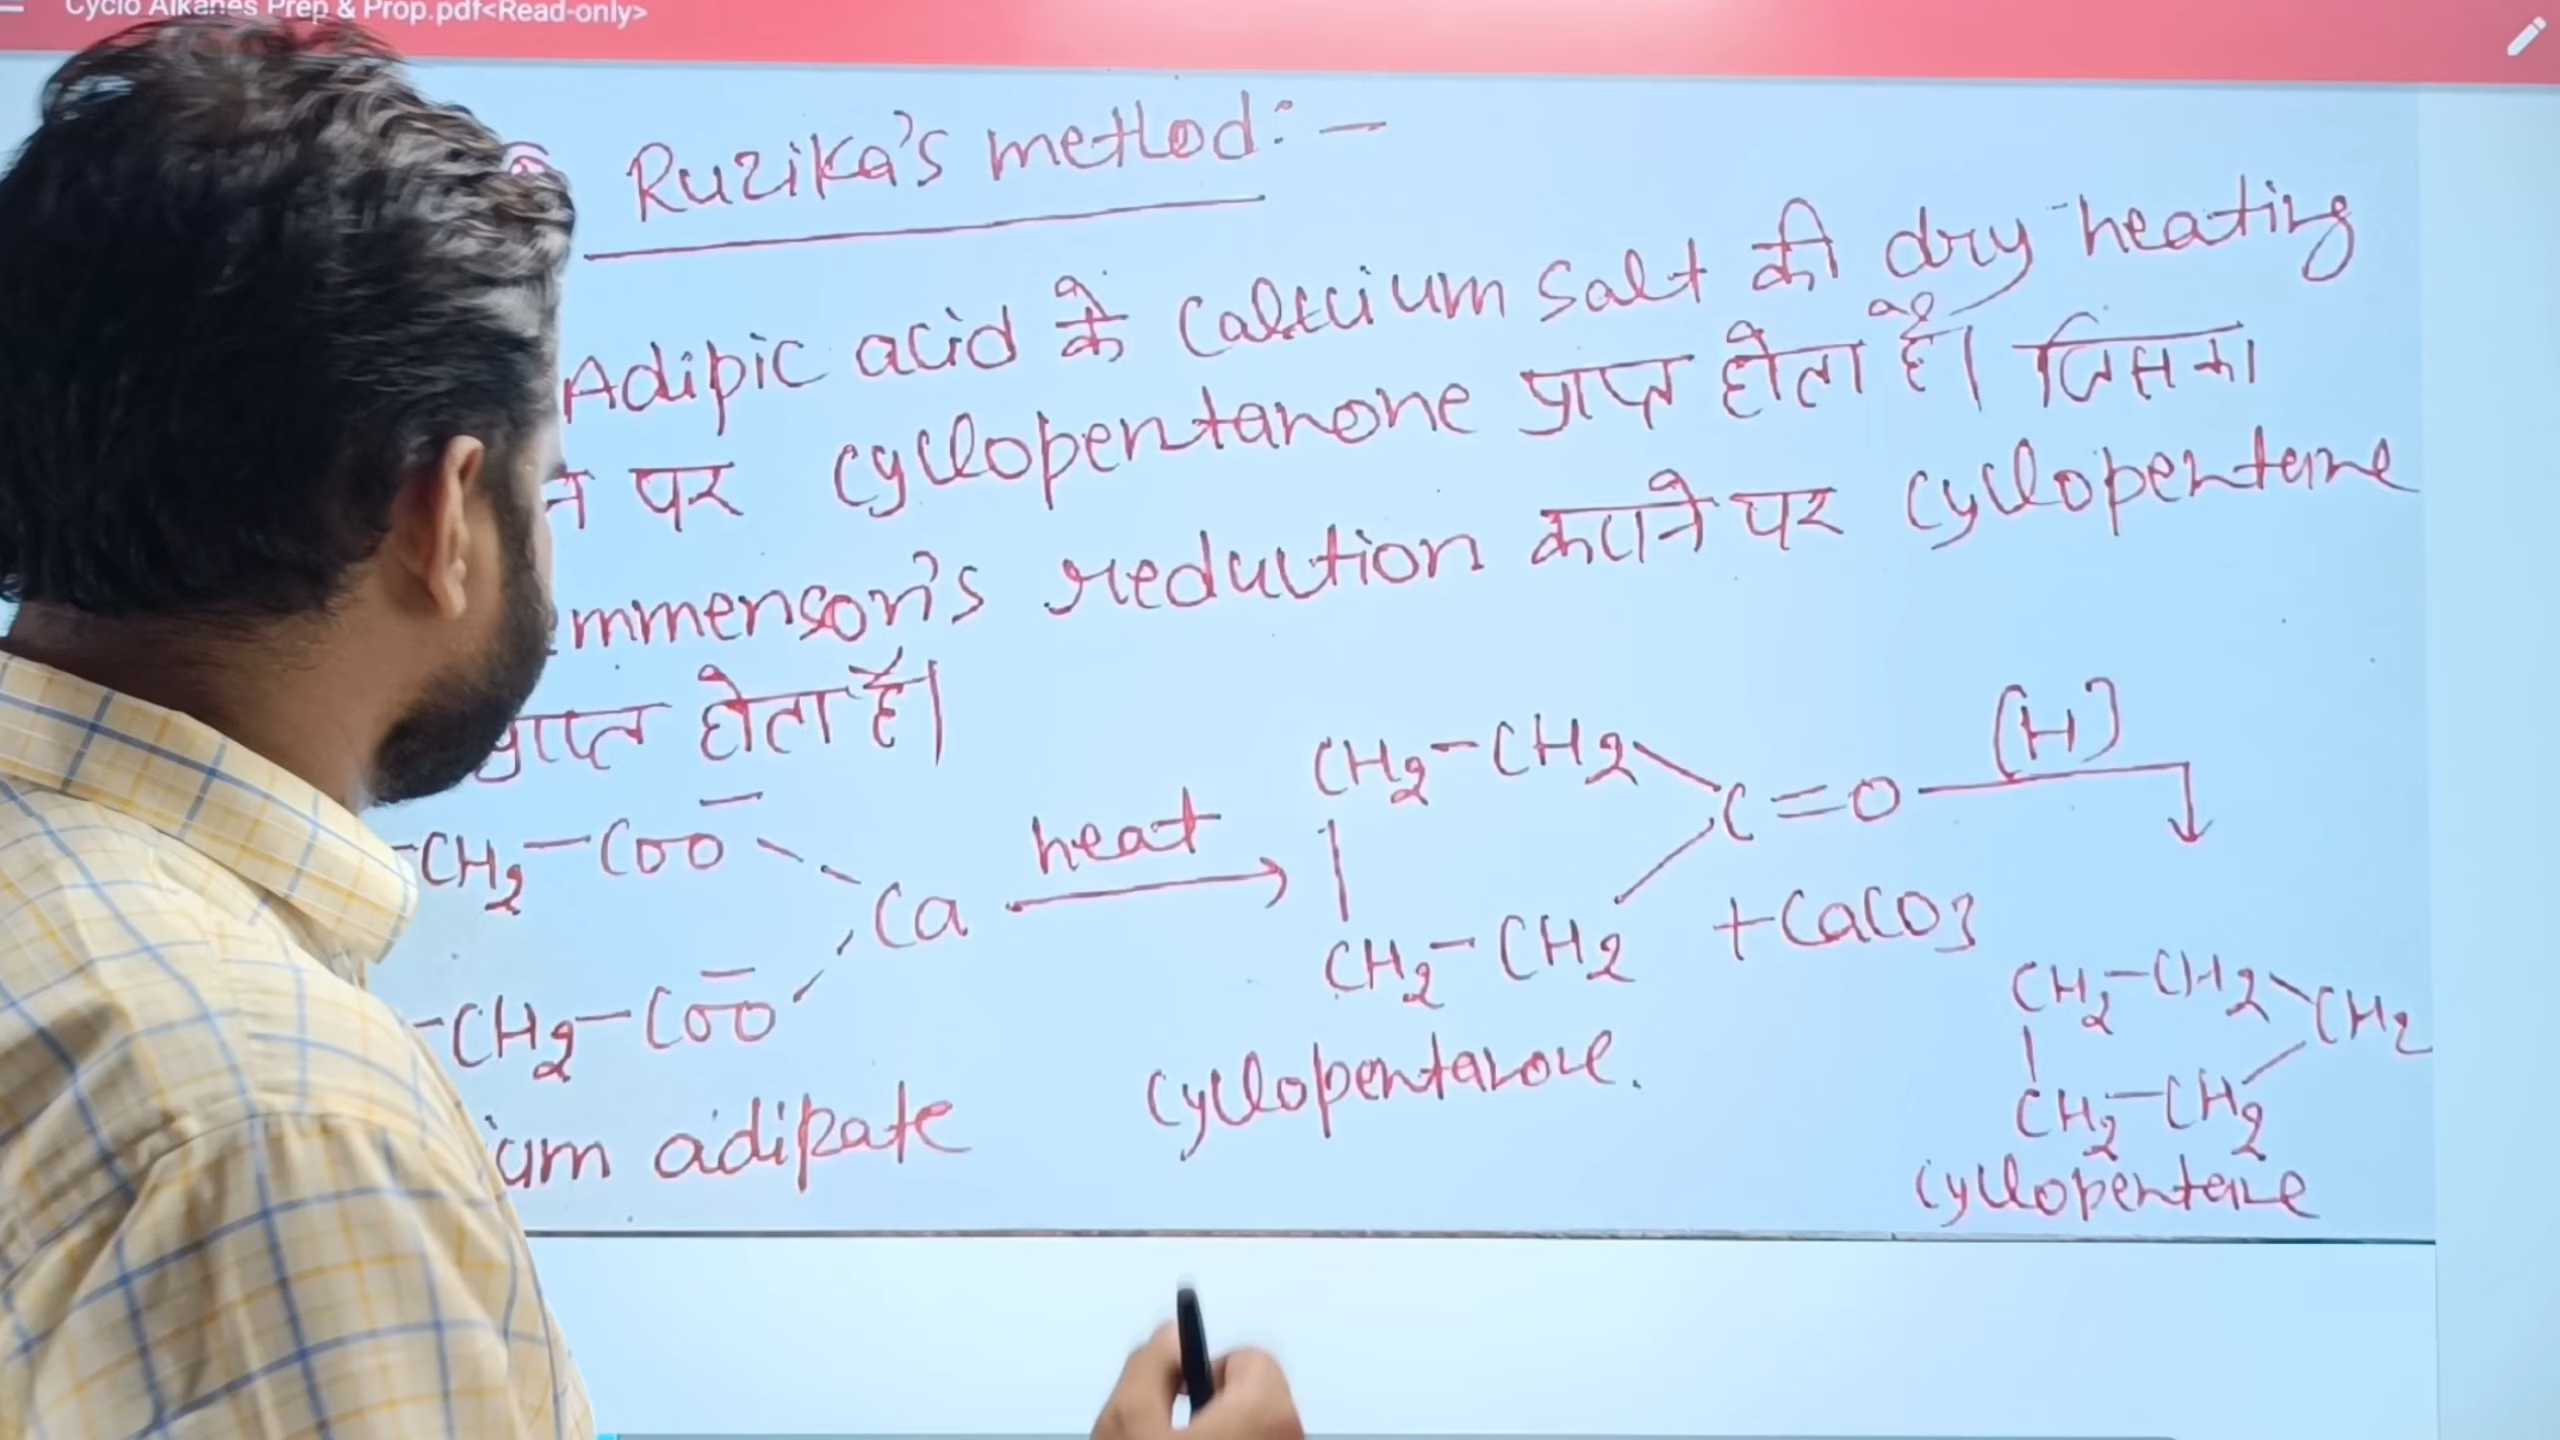 Cyclo Alkanes Prep & Prop.pdf<Read-only>
Ruzika's method:-
Adipic acid के Calcium salt की dry heating
पर cyclopentanone प्राप्त होता है। जिसका
mmenson's reduction कराने पर cyclopentane
प्राप्त होता है।
CH2-CH2 C=O [H]
-CH2-COO‾ Ca heat
+CaCO3
CH2-CH2
-CH2-COO‾
CH2-CH2 CH2
cyclopentanone.
CH2-CH2
ium adipate
cyclopentane